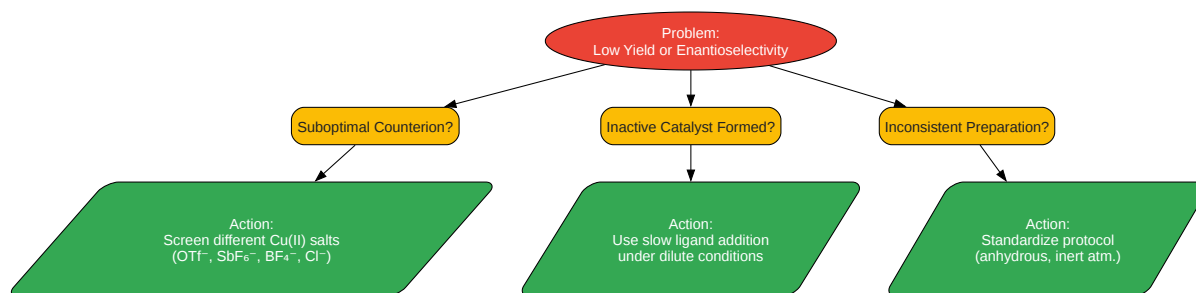 Problem:
Low Yield or Enantioselectivity
Suboptimal Counterion?
Inactive Catalyst Formed?
Inconsistent Preparation?
Action:
Screen different Cu(II) salts
(OTf⁻, SbF₆⁻, BF₄⁻, Cl⁻)
Action:
Use slow ligand addition
under dilute conditions
Action:
Standardize protocol
(anhydrous, inert atm.)